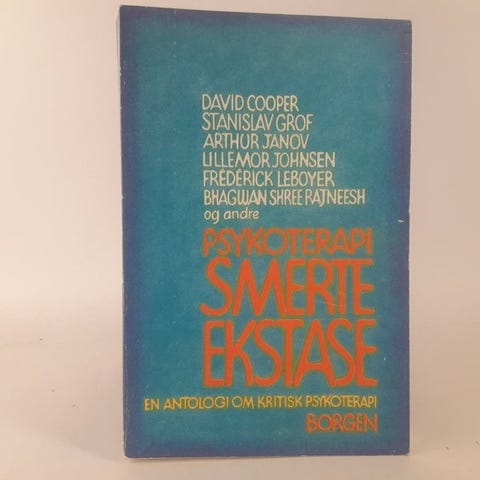 DAVID COOPER
STANISLAV GROF
ARTHUR JANOV
LILLEMOR JOHNSEN
FRÉDÉRICK LEBOYER
BHAGWAN SHREE RAJNEESH
og andre
PSYKOTERAPI
SMERTE
EKSTASE
EN ANTOLOGI OM KRITISK PSYKOTERAPI
BORGEN